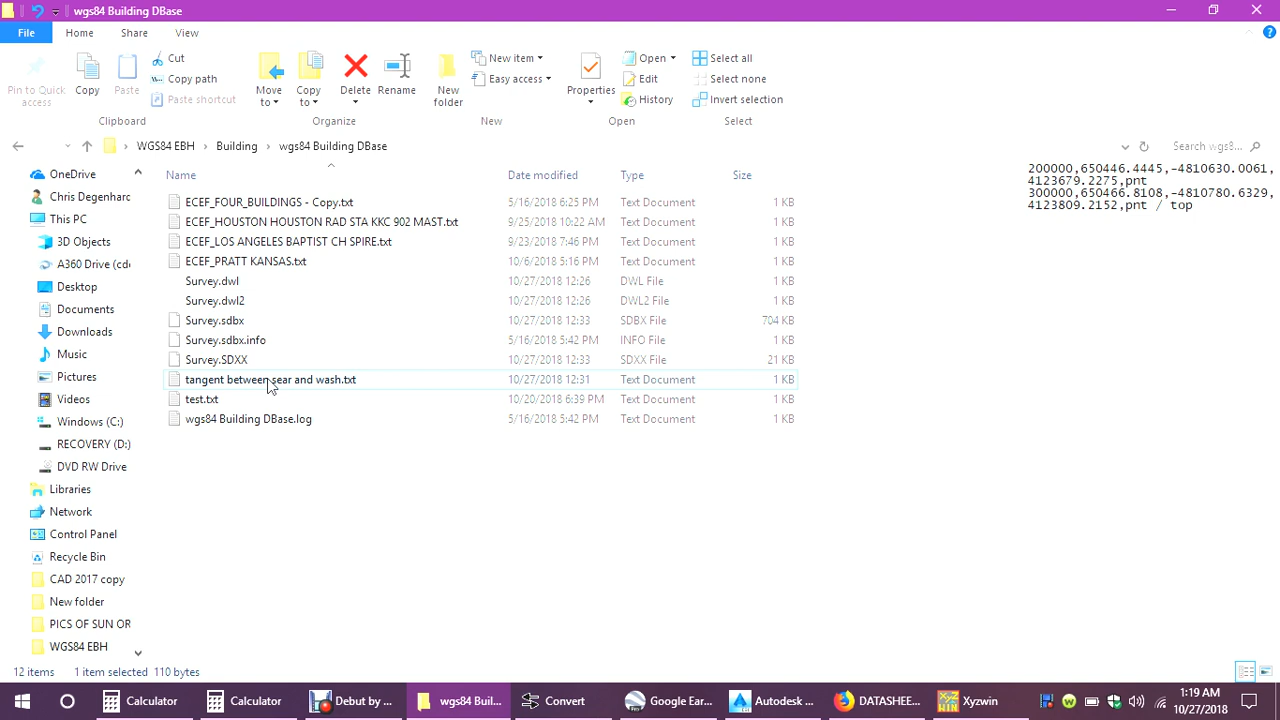 wgs84 Building DBase
File Home Share View
Pin to Quick access
Copy
Paste
Cut
Copy path
Paste shortcut
Clipboard
Move to
Copy to
Delete
Rename
Organize
New folder
New item
Easy access
New
Properties
Open
Edit
History
Open
Select all
Select none
Invert selection
Select
WGS84 EBH > Building > wgs84 Building DBase
Search wgs8...
Name Date modified Type Size
ECEF_FOUR_BUILDINGS - Copy.txt 5/16/2018 6:25 PM Text Document 1 KB
ECEF_HOUSTON HOUSTON RAD STA KKC 902 MAST.txt 9/25/2018 10:22 AM Text Document 1 KB
ECEF_LOS ANGELES BAPTIST CH SPIRE.txt 9/23/2018 7:46 PM Text Document 1 KB
ECEF_PRATT KANSAS.txt 10/6/2018 5:16 PM Text Document 1 KB
Survey.dwl 10/27/2018 12:26 DWL File 1 KB
Survey.dwl2 10/27/2018 12:26 DWL2 File 1 KB
Survey.sdbx 10/27/2018 12:33 SDBX File 704 KB
Survey.sdbx.info 5/16/2018 5:42 PM INFO File 1 KB
Survey.SDXX 10/27/2018 12:33 SDXX File 21 KB
tangent between sear and wash.txt 10/27/2018 12:31 Text Document 1 KB
test.txt 10/20/2018 6:39 PM Text Document 1 KB
wgs84 Building DBase.log 5/16/2018 5:42 PM Text Document 1 KB
OneDrive
Chris Degenhard
This PC
3D Objects
A360 Drive (cde
Desktop
Documents
Downloads
Music
Pictures
Videos
Windows (C:)
RECOVERY (D:)
DVD RW Drive
Libraries
Network
Control Panel
Recycle Bin
CAD 2017 copy
New folder
PICS OF SUN OR
WGS84 EBH
200000,650446.4445,-4810630.0061,
4123679.2275,pnt
300000,650466.8108,-4810780.6329,
4123809.2152,pnt / top
12 items 1 item selected 110 bytes
Calculator
Calculator
Debut by ...
wgs84 Buil...
Convert
Google Ear...
Autodesk ...
DATASHEE...
XYZ WIN Xyzwin
1:19 AM
10/27/2018